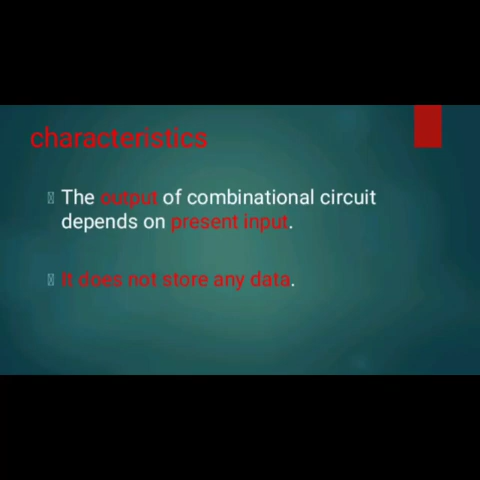 characteristics
The output of combinational circuit
depends on present input.
It does not store any data.